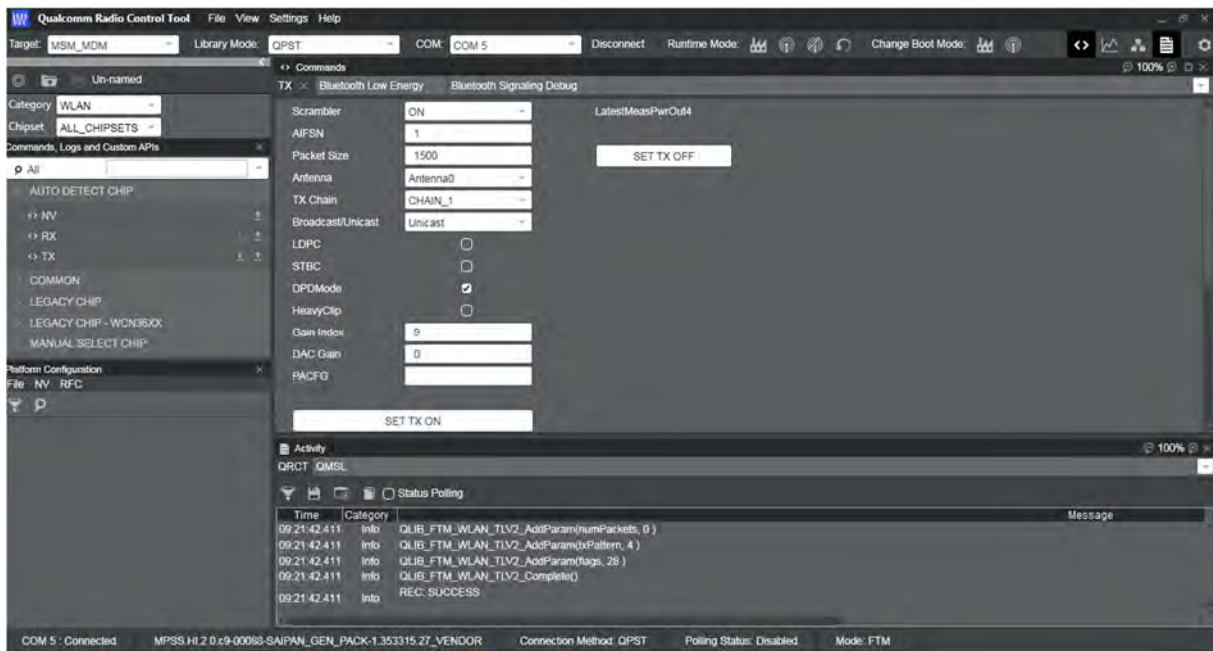 Qualcomm Radio Control Tool File View Settings Help
Target: MSM_MDM Library Mode: QPST COM: COM 5 Disconnect Runtime Mode: Change Boot Mode:
Un-named
Category WLAN
Chipset ALL_CHIPSETS
Commands, Logs and Custom APIs
All
AUTO DETECT CHIP
NV
RX
TX
COMMON
LEGACY CHIP
LEGACY CHIP - WCN36XX
MANUAL SELECT CHIP
Platform Configuration
File NV RFC
Commands 100%
TX Bluetooth Low Energy Bluetooth Signaling Debug
Scrambler ON LatestMeasPwrOut4
AIFSN 1
Packet Size 1500 SET TX OFF
Antenna Antenna0
TX Chain CHAIN_1
Broadcast/Unicast Unicast
LDPC
STBC
DPDMode
HeavyClip
Gain Index 9
DAC Gain 0
PACFG
SET TX ON
Activity 100%
QRCT QMSL
Status Polling
Time Category Message
09:21:42.411 Info QLIB_FTM_WLAN_TLV2_AddParam(numPackets, 0 )
09:21:42.411 Info QLIB_FTM_WLAN_TLV2_AddParam(txPattern, 4 )
09:21:42.411 Info QLIB_FTM_WLAN_TLV2_AddParam(flags, 28 )
09:21:42.411 Info QLIB_FTM_WLAN_TLV2_Complete()
09:21:42.411 Info REC: SUCCESS
COM 5 : Connected MPSS.HI.2.0.c9-00063-SAIPAN_GEN_PACK-1.353315.27_VENDOR Connection Method: QPST Polling Status: Disabled Mode: FTM